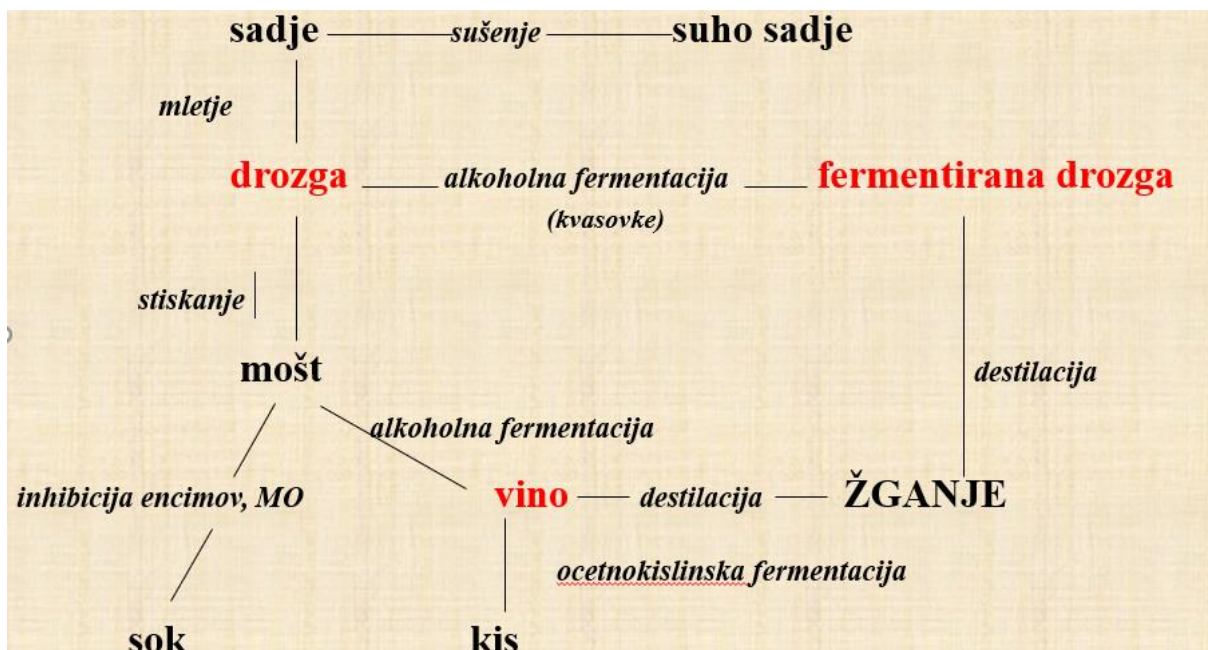 sadje sušenje suho sadje
mletje
drozga alkoholna fermentacija fermentirana drozga
(kvasovke)
stiskanje
mošt
destilacija
alkoholna fermentacija
inhibicija encimov, MO vino destilacija ŽGANJE
ocetnokislinska fermentacija
sok kis